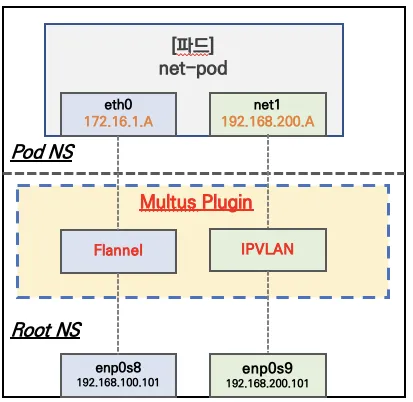 [파드]
net-pod
eth0
172.16.1.A
net1
192.168.200.A
Pod NS
Multus Plugin
Flannel
IPVLAN
Root NS
enp0s8
192.168.100.101
enp0s9
192.168.200.101